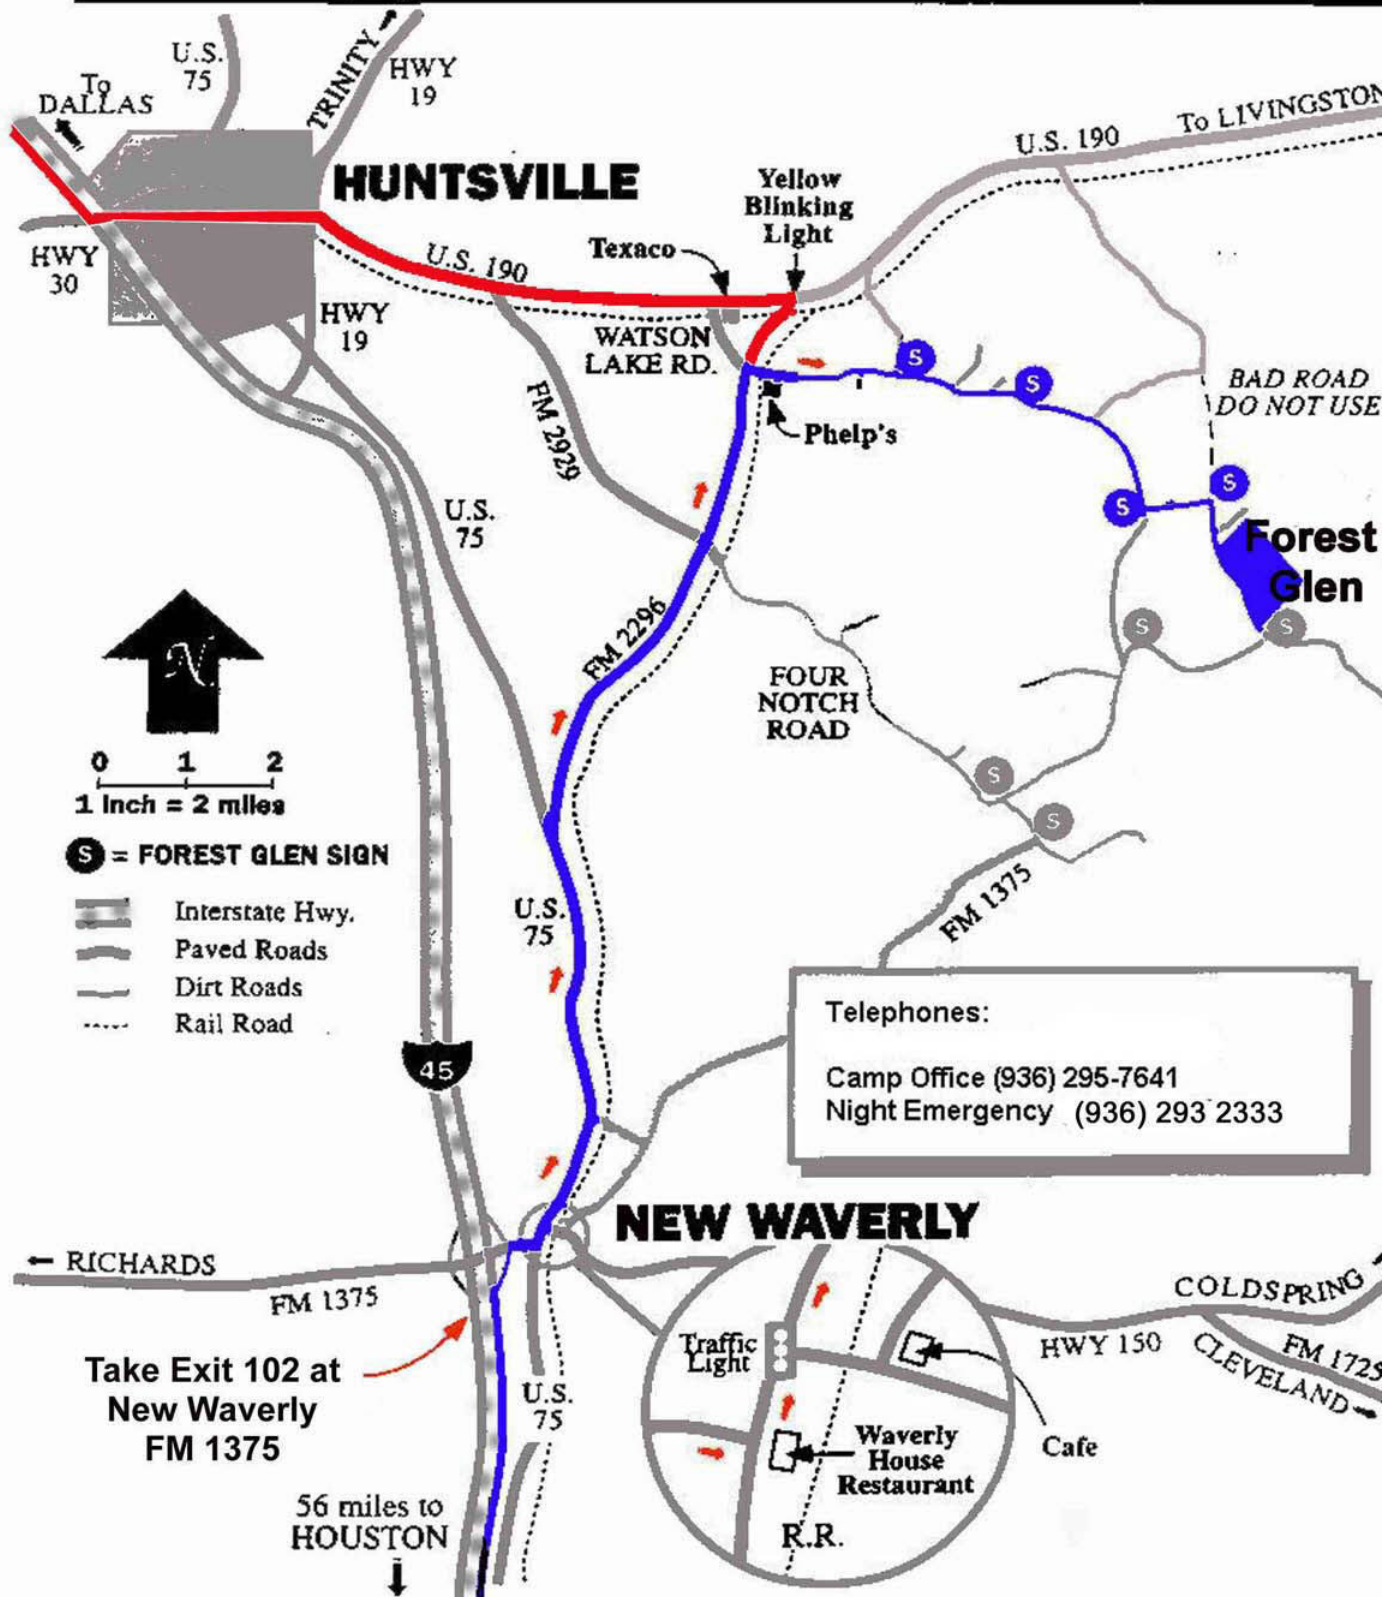 U.S.
75
To
DALLAS
TRINITY
HWY
19
HUNTSVILLE
HWY
30
HWY
19
U.S. 190
Texaco
Yellow
Blinking
Light
U.S. 190
To LIVINGSTON
WATSON
LAKE RD.
FM 2929
Phelp's
S
S
S
S
BAD ROAD
DO NOT USE
Forest
Glen
S
S
S
S
U.S.
75
FM 2296
FOUR
NOTCH
ROAD
N
0 1 2
1 Inch = 2 miles
S = FOREST GLEN SIGN
Interstate Hwy.
Paved Roads
Dirt Roads
Rail Road
U.S.
75
FM 1375
45
Telephones:
Camp Office (936) 295-7641
Night Emergency (936) 293 2333
NEW WAVERLY
RICHARDS
FM 1375
Take Exit 102 at
New Waverly
FM 1375
U.S.
75
56 miles to
HOUSTON
Traffic
Light
Waverly
House
Restaurant
R.R.
Cafe
HWY 150
COLDSPRING
CLEVELAND
FM 1725